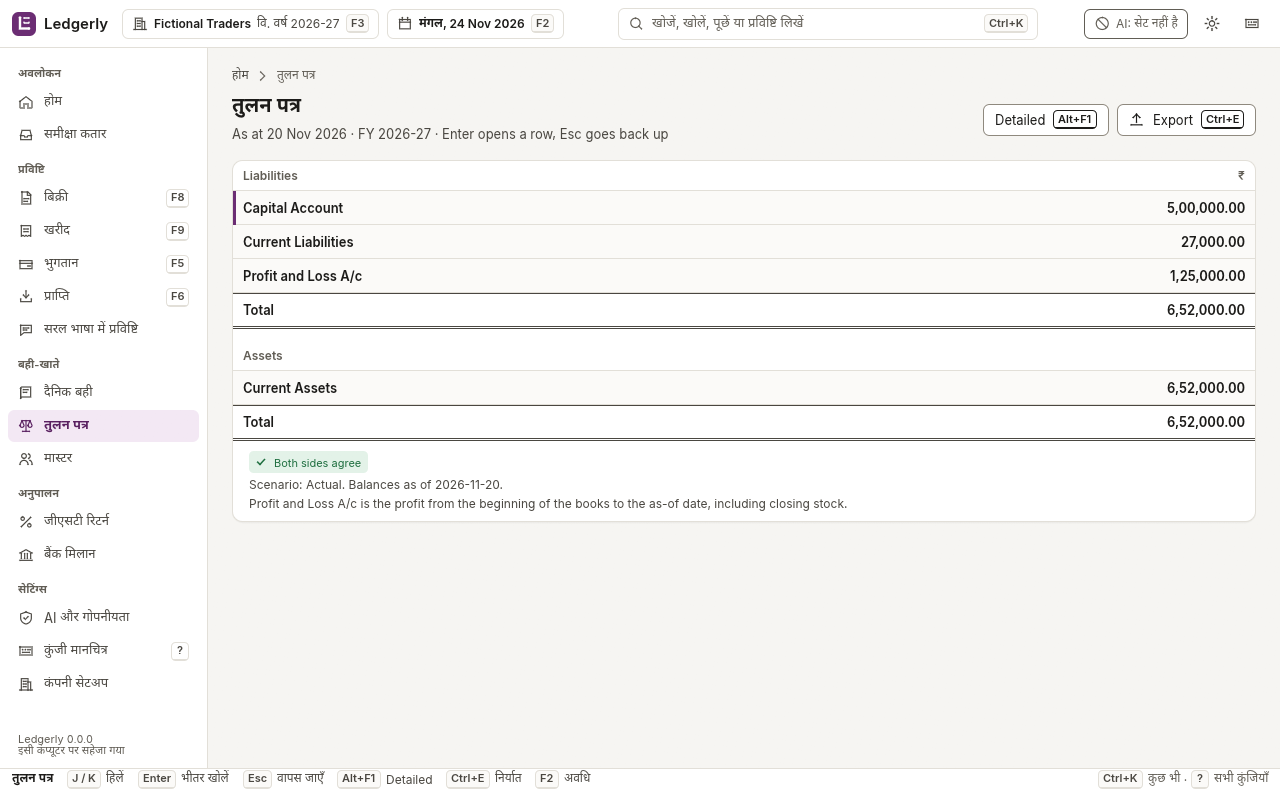 Ledgerly
Fictional Traders वि. वर्ष 2026-27 F3
मंगल, 24 Nov 2026 F2
खोजें, खोलें, पूछें या प्रविष्टि लिखें Ctrl+K
AI: सेट नहीं है
अवलोकन
होम
समीक्षा कतार
प्रविष्टि
बिक्री F8
खरीद F9
भुगतान F5
प्राप्ति F6
सरल भाषा में प्रविष्टि
बही-खाते
दैनिक बही
तुलन पत्र
मास्टर
अनुपालन
जीएसटी रिटर्न
बैंक मिलान
सेटिंग्स
AI और गोपनीयता
कुंजी मानचित्र ?
कंपनी सेटअप
Ledgerly 0.0.0
इसी कंप्यूटर पर सहेजा गया
होम > तुलन पत्र
तुलन पत्र
As at 20 Nov 2026 · FY 2026-27 · Enter opens a row, Esc goes back up
Detailed Alt+F1
Export Ctrl+E
Liabilities ₹
Capital Account 5,00,000.00
Current Liabilities 27,000.00
Profit and Loss A/c 1,25,000.00
Total 6,52,000.00
Assets
Current Assets 6,52,000.00
Total 6,52,000.00
Both sides agree
Scenario: Actual. Balances as of 2026-11-20.
Profit and Loss A/c is the profit from the beginning of the books to the as-of date, including closing stock.
तुलन पत्र J / K हिलें Enter भीतर खोलें Esc वापस जाएँ Alt+F1 Detailed Ctrl+E निर्यात F2 अवधि Ctrl+K कुछ भी · ? सभी कुंजियाँ